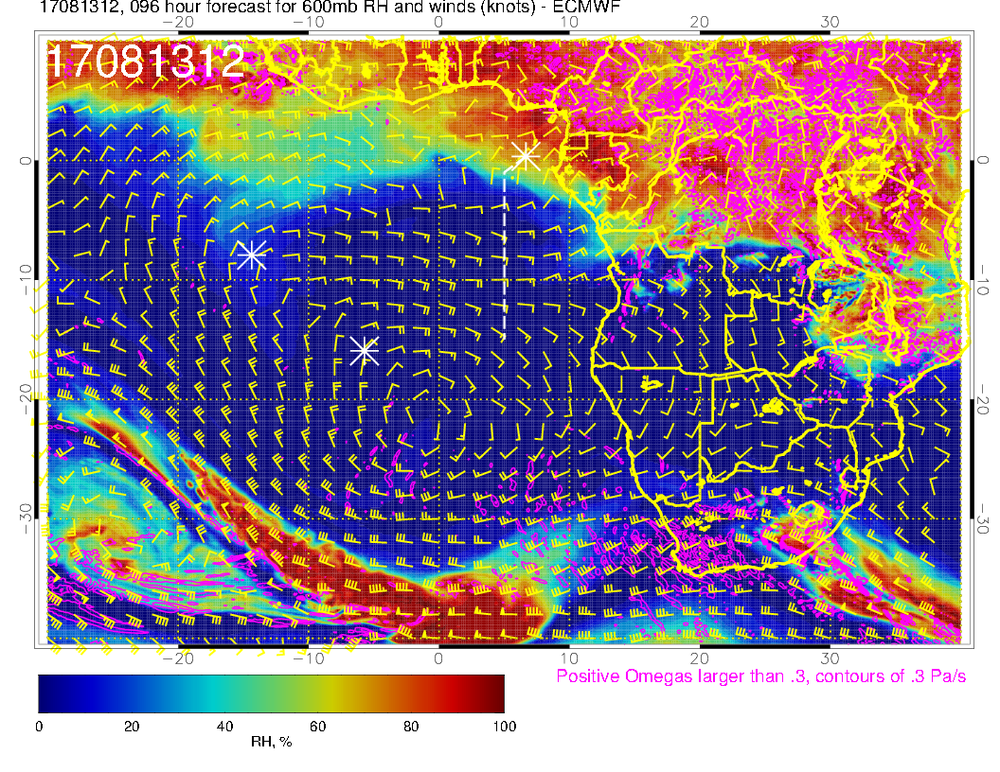 17081312, 096 hour forecast for 600mb RH and winds (knots) - ECMWF
-20 -10 0 10 20 30
17081312
0 0
-10 -10
-20 -20
-30 -30
-20 -10 0 10 20 30
Positive Omegas larger than .3, contours of .3 Pa/s
0 20 40 60 80 100
RH, %